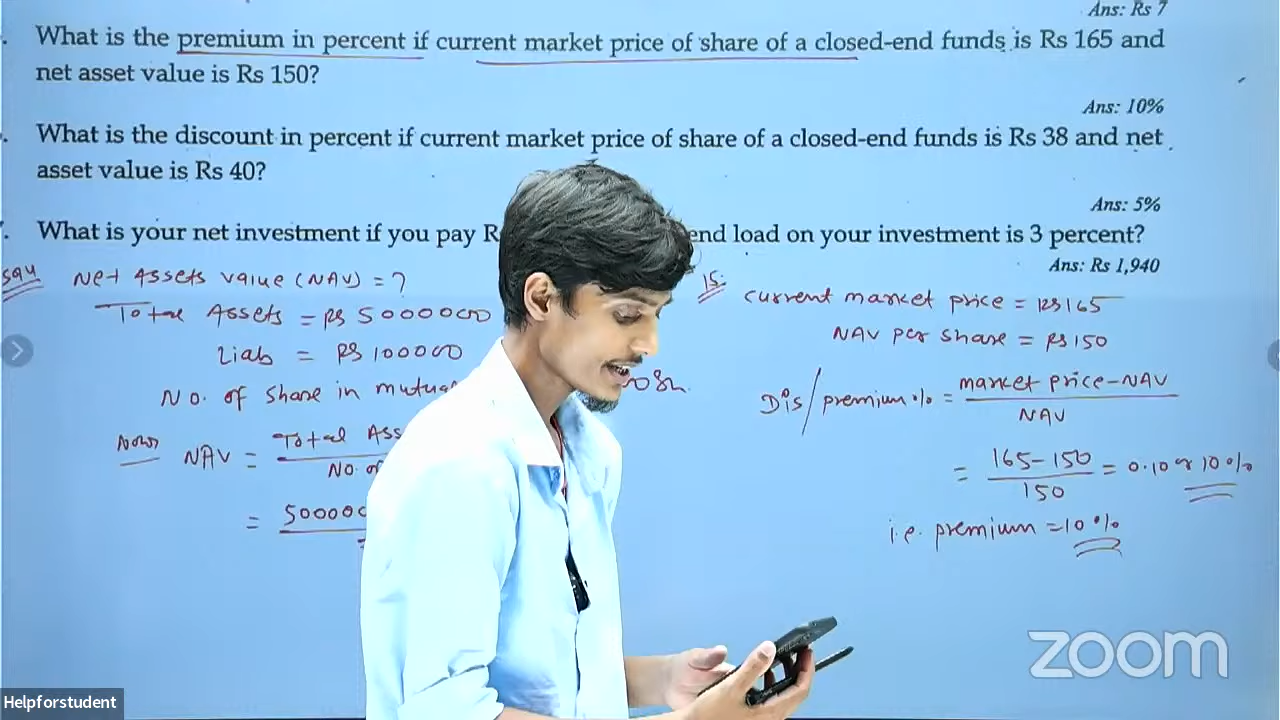 Ans: Rs 7
What is the premium in percent if current market price of share of a closed-end funds is Rs 165 and
net asset value is Rs 150?
Ans: 10%
What is the discount in percent if current market price of share of a closed-end funds is Rs 38 and net
asset value is Rs 40?
Ans: 5%
What is your net investment if you pay R end load on your investment is 3 percent?
Ans: Rs 1,940
Net Assets value (NAV) = ?
Total Assets = Rs 5000000
Liab = Rs 100000
No. of share in mutua
Now, NAV = Total Ass
No. of
= 50000
15.
current market price = Rs 165
NAV per share = Rs 150
Dis/premium % = market price - NAV
NAV
= 165 - 150 = 0.10 or 10%
150
i.e. premium = 10%
zoom
Helpforstudent